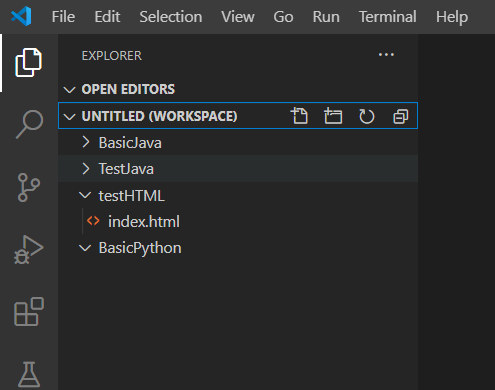 File Edit Selection View Go Run Terminal Help
EXPLORER
OPEN EDITORS
UNTITLED (WORKSPACE)
BasicJava
TestJava
testHTML
index.html
BasicPython